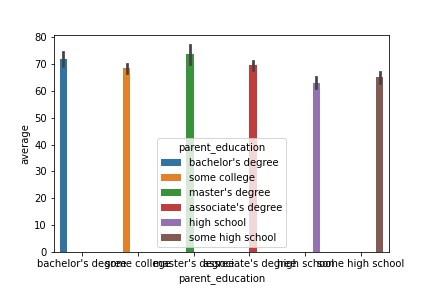 80
70
60
50
40
30
20
10
0
average
parent_education
bachelor's degree
some college
master's degree
associate's degree
high school
some high school
bachelor's degree some college master's degree associate's degree high school some high school
parent_education